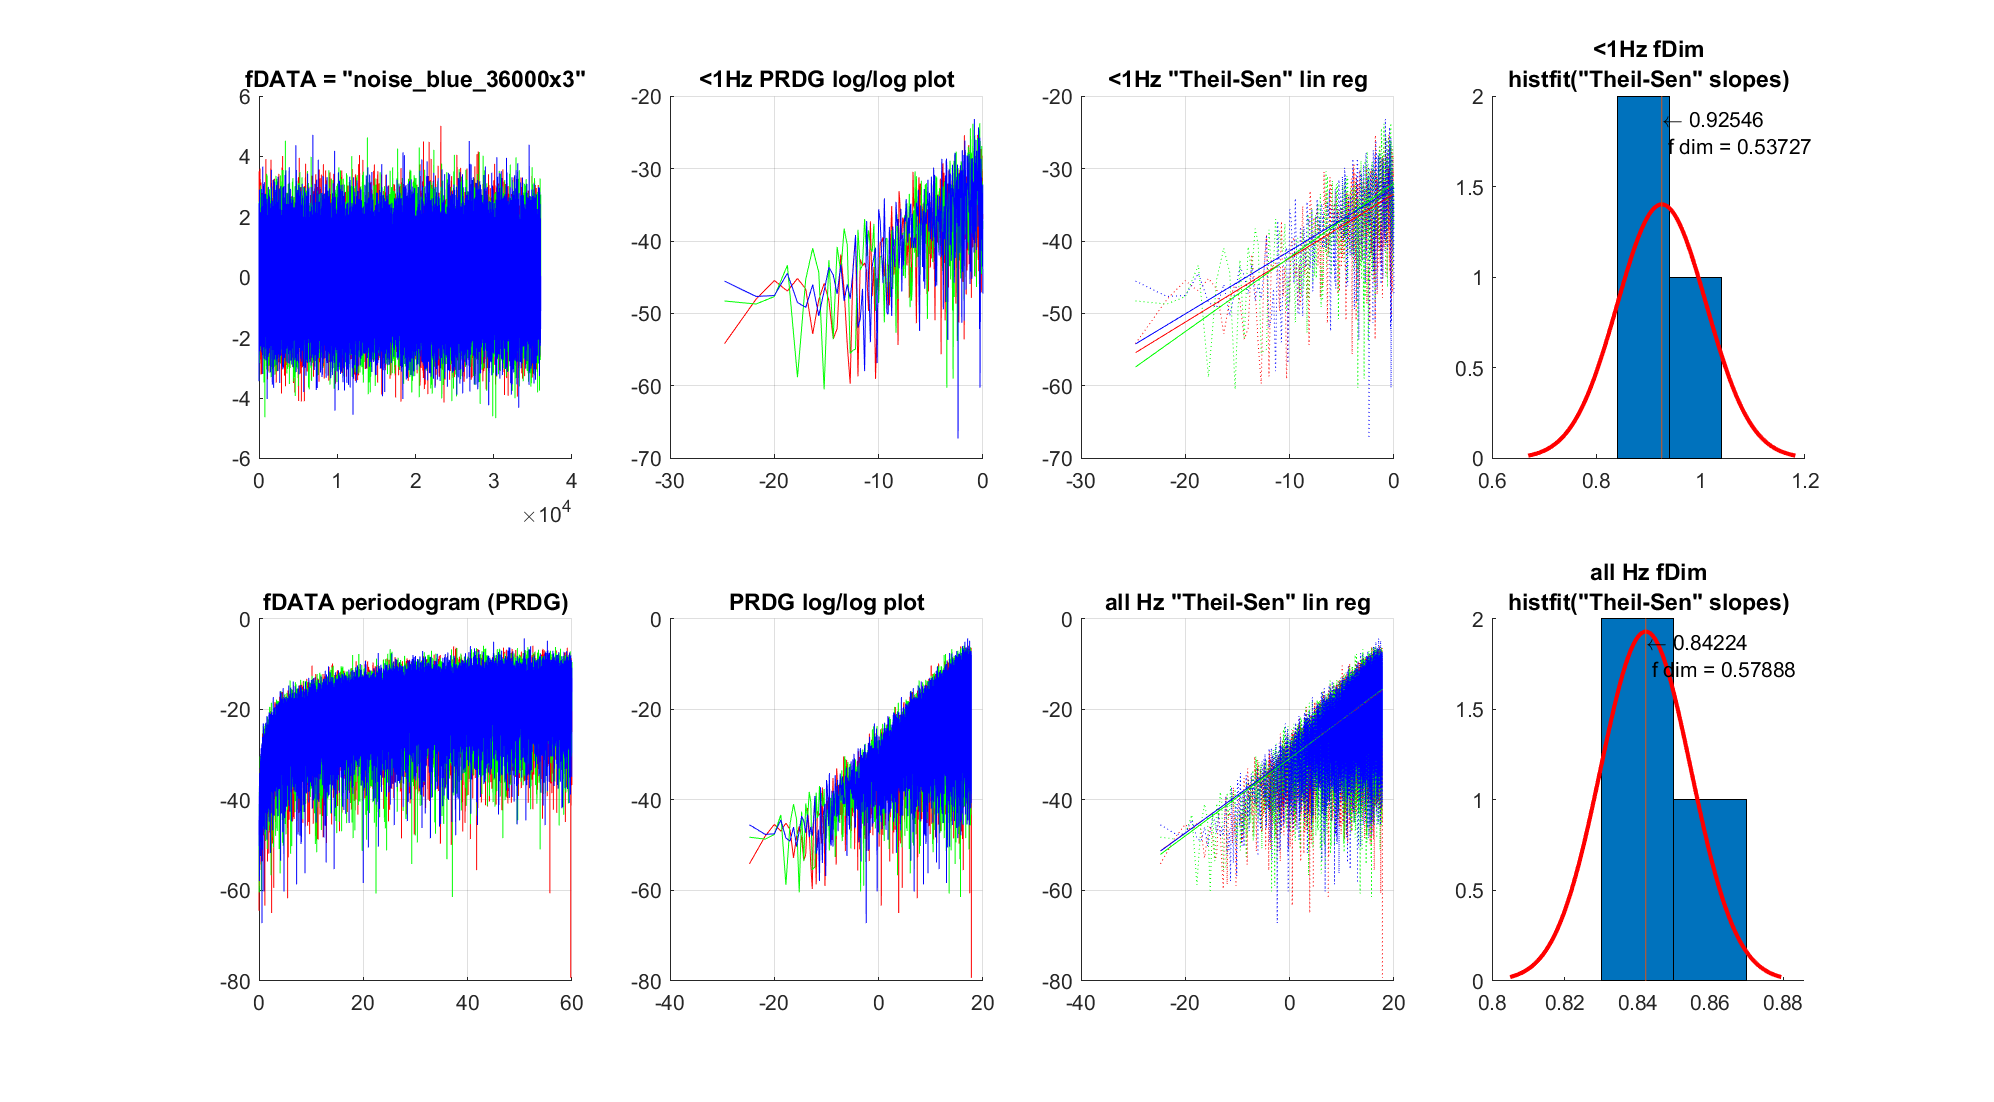 fDATA = "noise_blue_36000x3"
6
4
2
0
-2
-4
-6
0 1 2 3 4
×10^4
<1Hz PRDG log/log plot
-20
-30
-40
-50
-60
-70
-30 -20 -10 0
<1Hz "Theil-Sen" lin reg
-20
-30
-40
-50
-60
-70
-30 -20 -10 0
<1Hz fDim
histfit("Theil-Sen" slopes)
2
1.5
1
0.5
0
← 0.92546
f dim = 0.53727
0.6 0.8 1 1.2
fDATA periodogram (PRDG)
0
-20
-40
-60
-80
0 20 40 60
PRDG log/log plot
0
-20
-40
-60
-80
-40 -20 0 20
all Hz "Theil-Sen" lin reg
0
-20
-40
-60
-80
-40 -20 0 20
all Hz fDim
histfit("Theil-Sen" slopes)
2
1.5
1
0.5
0
← 0.84224
f dim = 0.57888
0.8 0.82 0.84 0.86 0.88